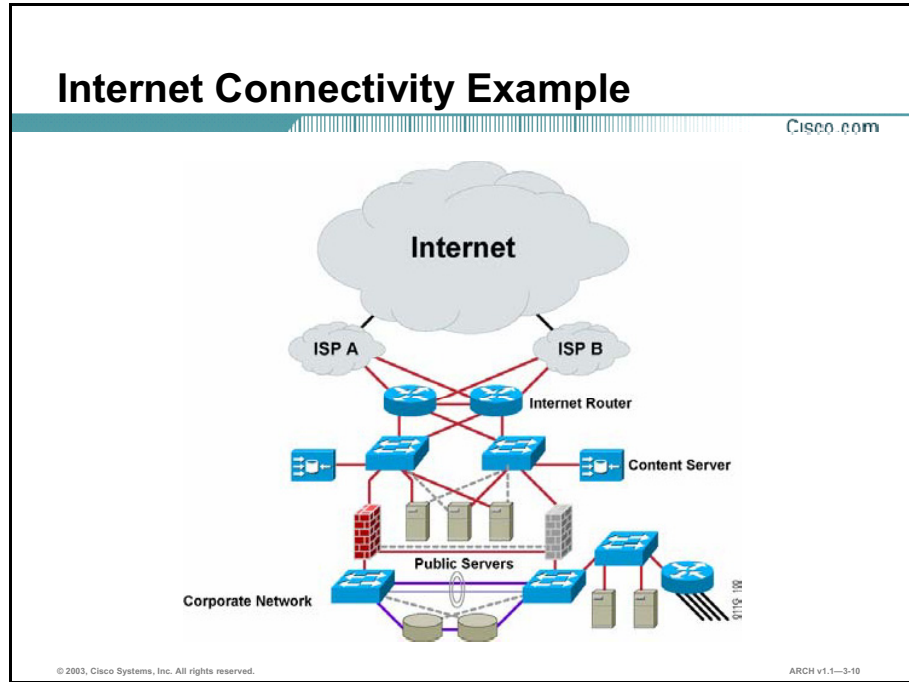 Internet Connectivity Example
Cisco.com
Internet
ISP A
ISP B
Internet Router
Content Server
Public Servers
Corporate Network
© 2003, Cisco Systems, Inc. All rights reserved.
ARCH v1.1—3-10